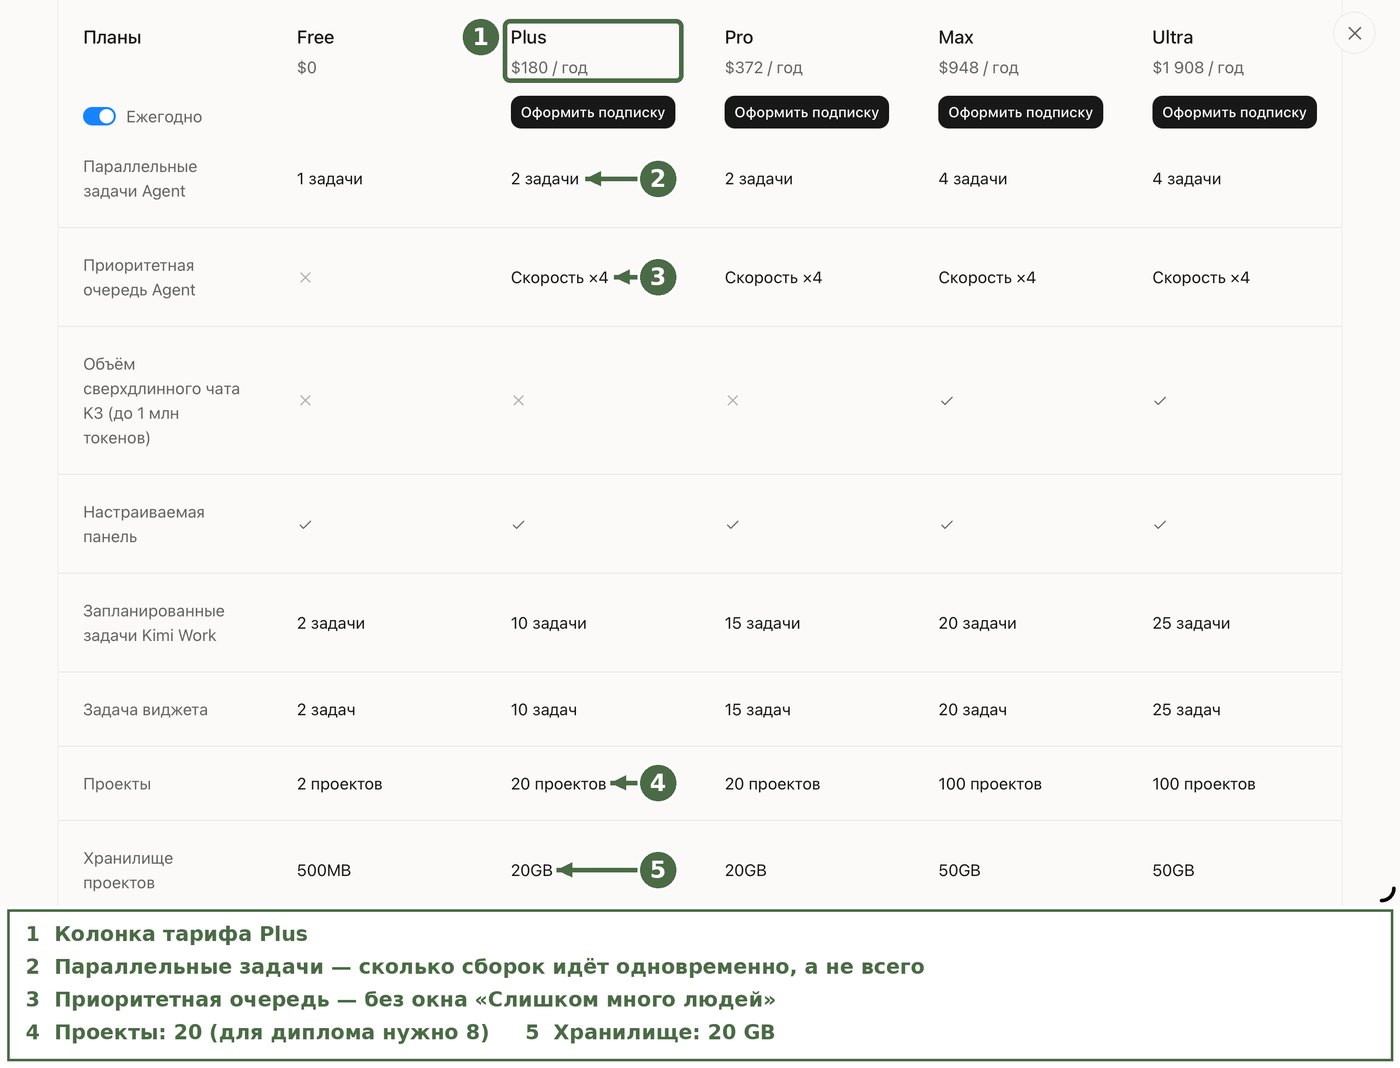 Планы
Free
$0
1
Plus
$180 / год
Pro
$372 / год
Max
$948 / год
Ultra
$1 908 / год
Ежегодно
Оформить подписку
Оформить подписку
Оформить подписку
Оформить подписку
Параллельные
задачи Agent
1 задачи
2 задачи
2
2 задачи
4 задачи
4 задачи
Приоритетная
очередь Agent
Скорость ×4
3
Скорость ×4
Скорость ×4
Скорость ×4
Объём
сверхдлинного чата
K3 (до 1 млн
токенов)
Настраиваемая
панель
Запланированные
задачи Kimi Work
2 задачи
10 задачи
15 задачи
20 задачи
25 задачи
Задача виджета
2 задач
10 задач
15 задач
20 задач
25 задач
Проекты
2 проектов
20 проектов
4
20 проектов
100 проектов
100 проектов
Хранилище
проектов
500MB
20GB
5
20GB
50GB
50GB
1 Колонка тарифа Plus
2 Параллельные задачи — сколько сборок идёт одновременно, а не всего
3 Приоритетная очередь — без окна «Слишком много людей»
4 Проекты: 20 (для диплома нужно 8) 5 Хранилище: 20 GB